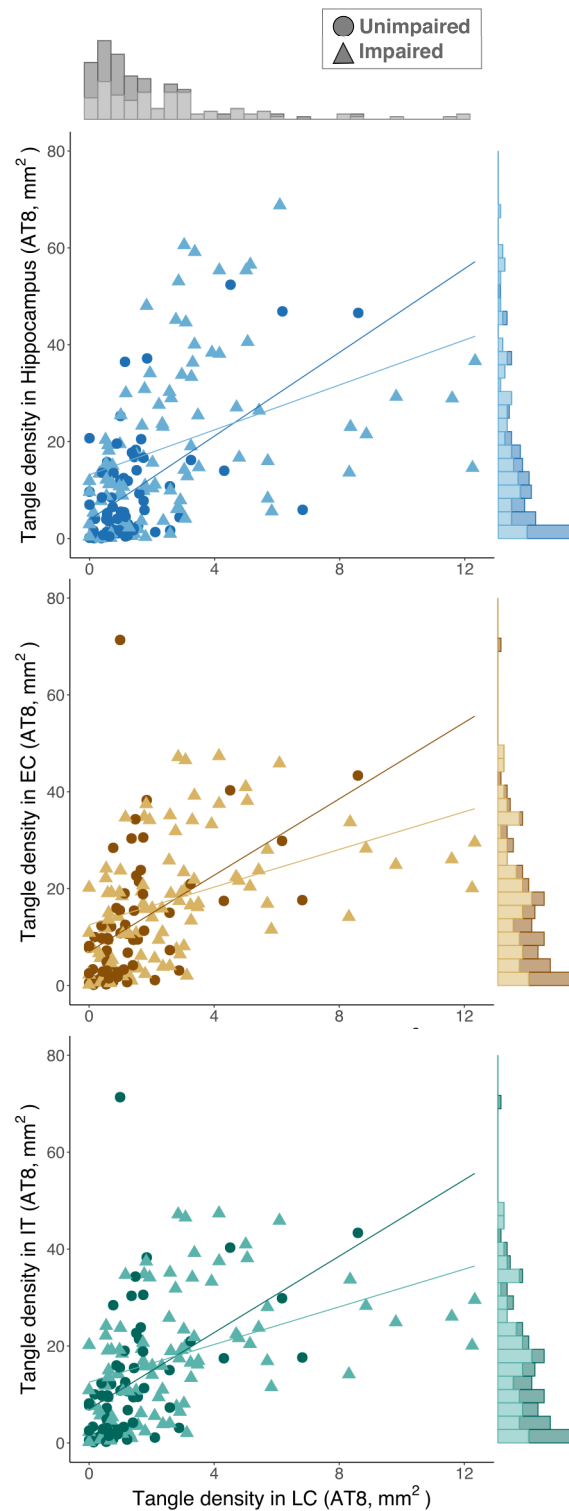 Unimpaired
Impaired
Tangle density in Hippocampus (AT8, mm²)
80
60
40
20
0
0 4 8 12
Tangle density in EC (AT8, mm²)
80
60
40
20
0
0 4 8 12
Tangle density in IT (AT8, mm²)
80
60
40
20
0
0 4 8 12
Tangle density in LC (AT8, mm²)